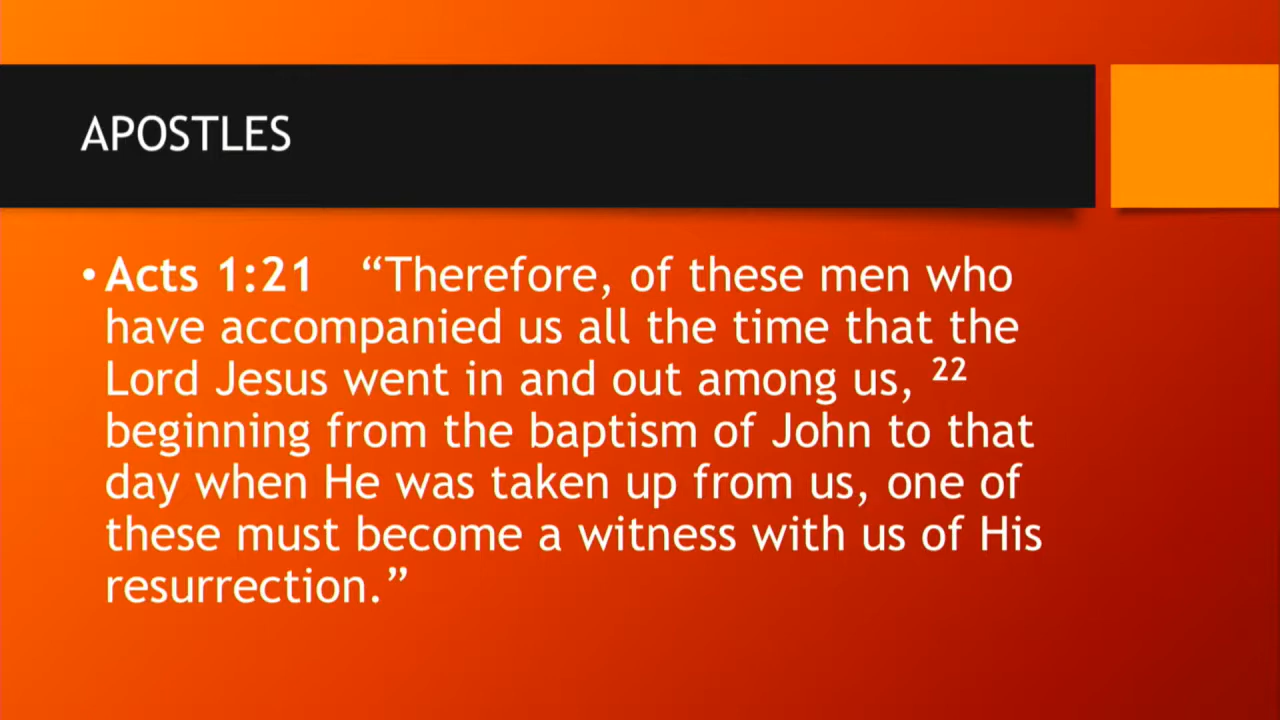 APOSTLES
• Acts 1:21 “Therefore, of these men who
have accompanied us all the time that the
Lord Jesus went in and out among us, 22
beginning from the baptism of John to that
day when He was taken up from us, one of
these must become a witness with us of His
resurrection.”